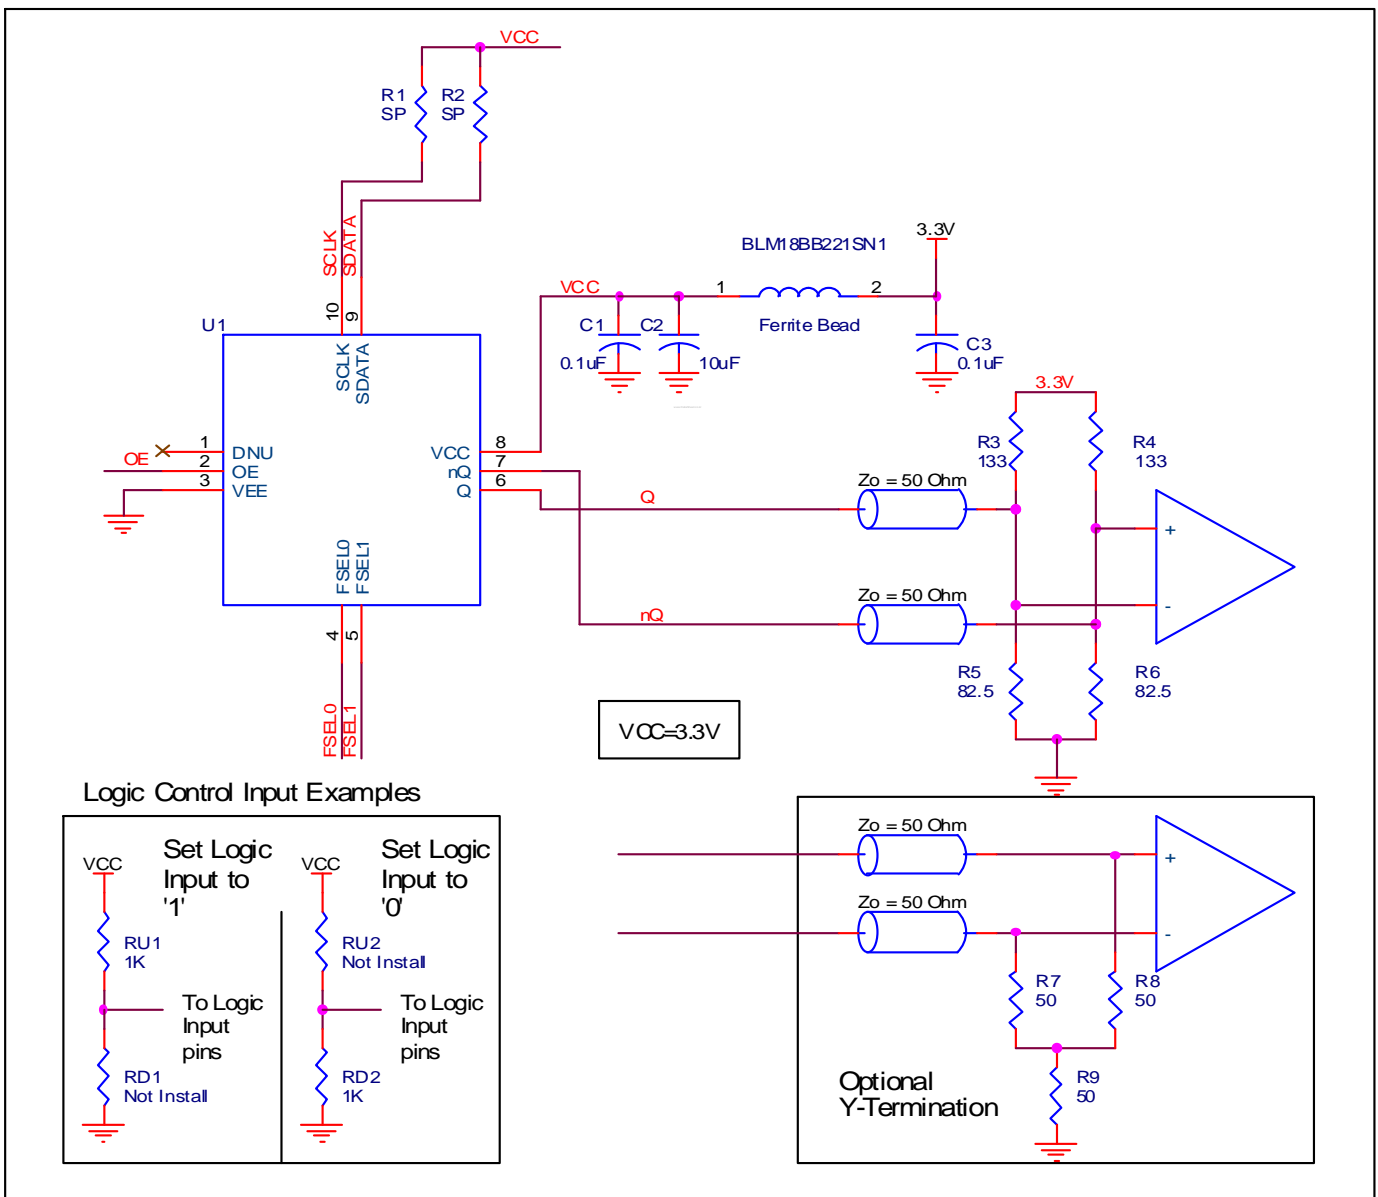 VCC
R1
SP
R2
SP
SCLK
SDATA
10
9
U1
SCLK
SDATA
1
DNU
OE
2
OE
3
VEE
VCC
8
nQ
7
Q
6
FSEL0
FSEL1
4
5
FSEL0
FSEL1
BLM18BB221SN1
3.3V
VCC
1
2
Ferrite Bead
C1
0.1uF
C2
10uF
C3
0.1uF
3.3V
R3
133
R4
133
Zo = 50 Ohm
Q
+
Zo = 50 Ohm
nQ
-
R5
82.5
R6
82.5
VCC=3.3V
Logic Control Input Examples
VCC
Set Logic
Input to
'1'
RU1
1K
To Logic
Input
pins
RD1
Not Install
VCC
Set Logic
Input to
'0'
RU2
Not Install
To Logic
Input
pins
RD2
1K
Zo = 50 Ohm
+
Zo = 50 Ohm
-
R7
50
R8
50
R9
50
Optional
Y-Termination